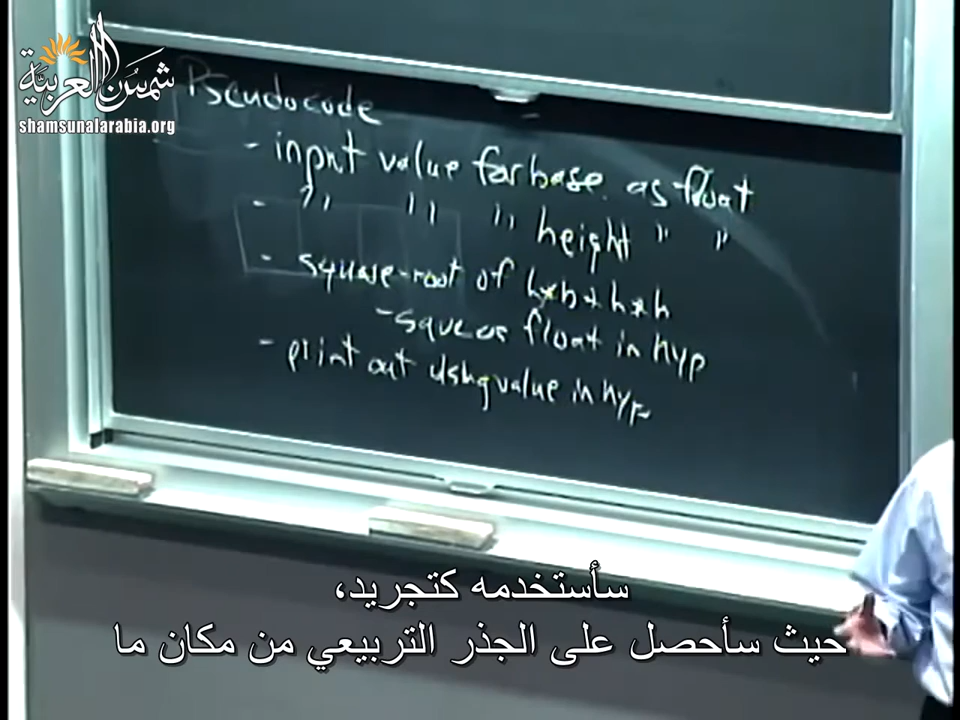 شمس العربية
shamsunalarabia.org
Pseudocode
- input value for base as float
- " " " height " "
- square-root of b*b + h*h
- save as float in hyp
- print out using value in hyp
سأستخدمه كتجريد،
حيث سأحصل على الجذر التربيعي من مكان ما